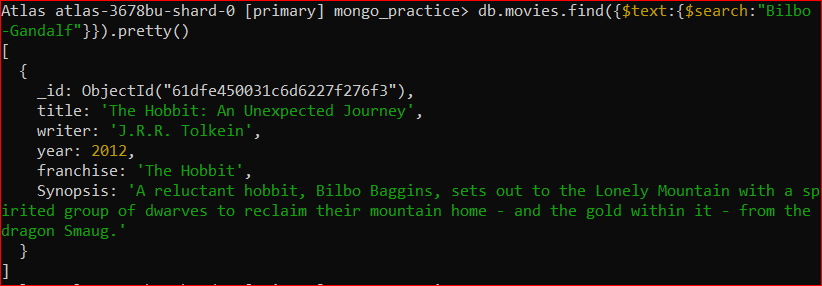 Atlas atlas-3678bu-shard-0 [primary] mongo_practice> db.movies.find({$text:{$search:"Bilbo
-Gandalf"}}).pretty()
[
  {
    _id: ObjectId("61dfe450031c6d6227f276f3"),
    title: 'The Hobbit: An Unexpected Journey',
    writer: 'J.R.R. Tolkein',
    year: 2012,
    franchise: 'The Hobbit',
    Synopsis: 'A reluctant hobbit, Bilbo Baggins, sets out to the Lonely Mountain with a sp
irited group of dwarves to reclaim their mountain home - and the gold within it - from the
dragon Smaug.'
  }
]